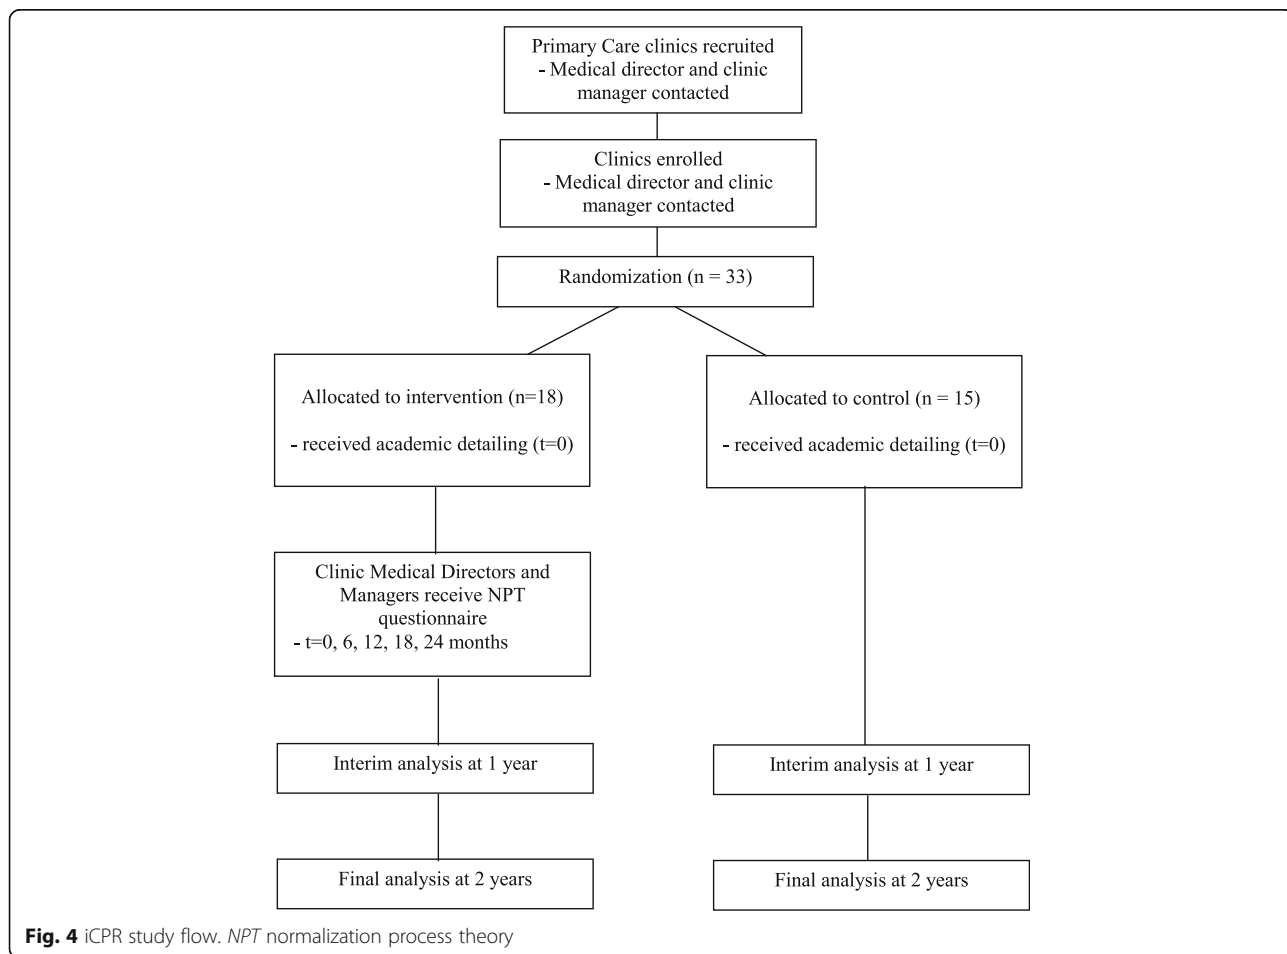 Primary Care clinics recruited
- Medical director and clinic
manager contacted
Clinics enrolled
- Medical director and clinic
manager contacted
Randomization (n = 33)
Allocated to intervention (n=18)
- received academic detailing (t=0)
Allocated to control (n = 15)
- received academic detailing (t=0)
Clinic Medical Directors and
Managers receive NPT
questionnaire
- t=0, 6, 12, 18, 24 months
Interim analysis at 1 year
Interim analysis at 1 year
Final analysis at 2 years
Final analysis at 2 years
Fig. 4 iCPR study flow. NPT normalization process theory